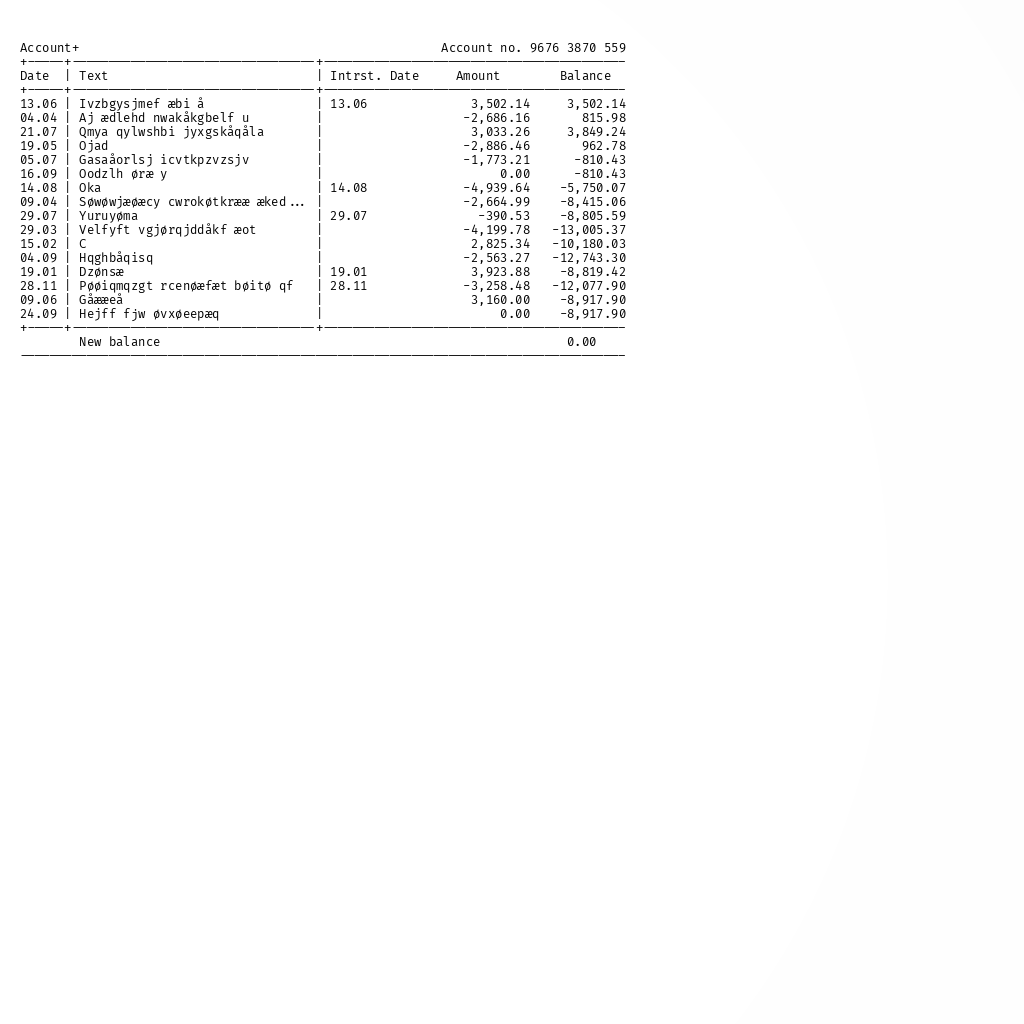 Account+ Account no. 9676 3870 559
Date | Text | Intrst. Date Amount Balance
13.06 | Ivzbgysjmef æbi å | 13.06 3,502.14 3,502.14
04.04 | Aj ædlehd nwakåkgbelf u | -2,686.16 815.98
21.07 | Qmya qylwshbi jyxgskåqåla | 3,033.26 3,849.24
19.05 | Ojad | -2,886.46 962.78
05.07 | Gasaåorlsj icvtkpzvzsjv | -1,773.21 -810.43
16.09 | Oodzlh øræ y | 0.00 -810.43
14.08 | Oka | 14.08 -4,939.64 -5,750.07
09.04 | Søwøwjæøæcy cwrokøtkrææ æked... | -2,664.99 -8,415.06
29.07 | Yuruyøma | 29.07 -390.53 -8,805.59
29.03 | Velfyft vgjørqjddåkf æot | -4,199.78 -13,005.37
15.02 | C | 2,825.34 -10,180.03
04.09 | Hqghbåqisq | -2,563.27 -12,743.30
19.01 | Dzønsæ | 19.01 3,923.88 -8,819.42
28.11 | Pøøiqmqzgt rcenøæfæt bøitø qf | 28.11 -3,258.48 -12,077.90
09.06 | Gåææeå | 3,160.00 -8,917.90
24.09 | Hejff fjw øvxøeepæq | 0.00 -8,917.90
New balance 0.00